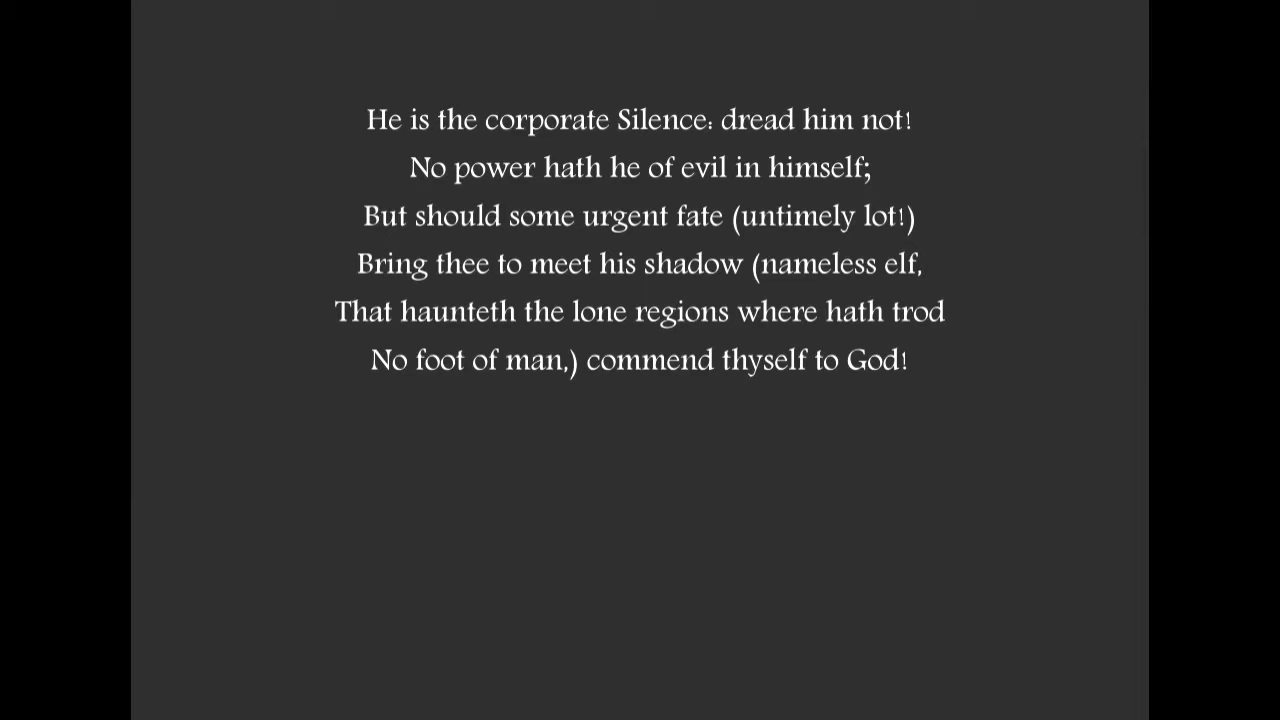 He is the corporate Silence: dread him not!
No power hath he of evil in himself;
But should some urgent fate (untimely lot!)
Bring thee to meet his shadow (nameless elf,
That haunteth the lone regions where hath trod
No foot of man,) commend thyself to God!